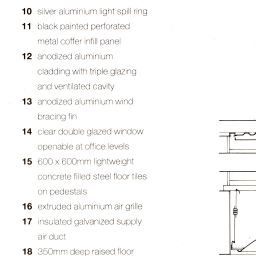 10 silver aluminium light spill ring
11 black painted perforated
metal coffer infill panel
12 anodized aluminium
cladding with triple glazing
and ventilated cavity
13 anodized aluminium wind
bracing fin
14 clear double glazed window
openable at office levels
15 600 x 600mm lightweight
concrete filled steel floor tiles
on pedestals
16 extruded aluminium air grille
17 insulated galvanized supply
air duct
18 350mm deep raised floor